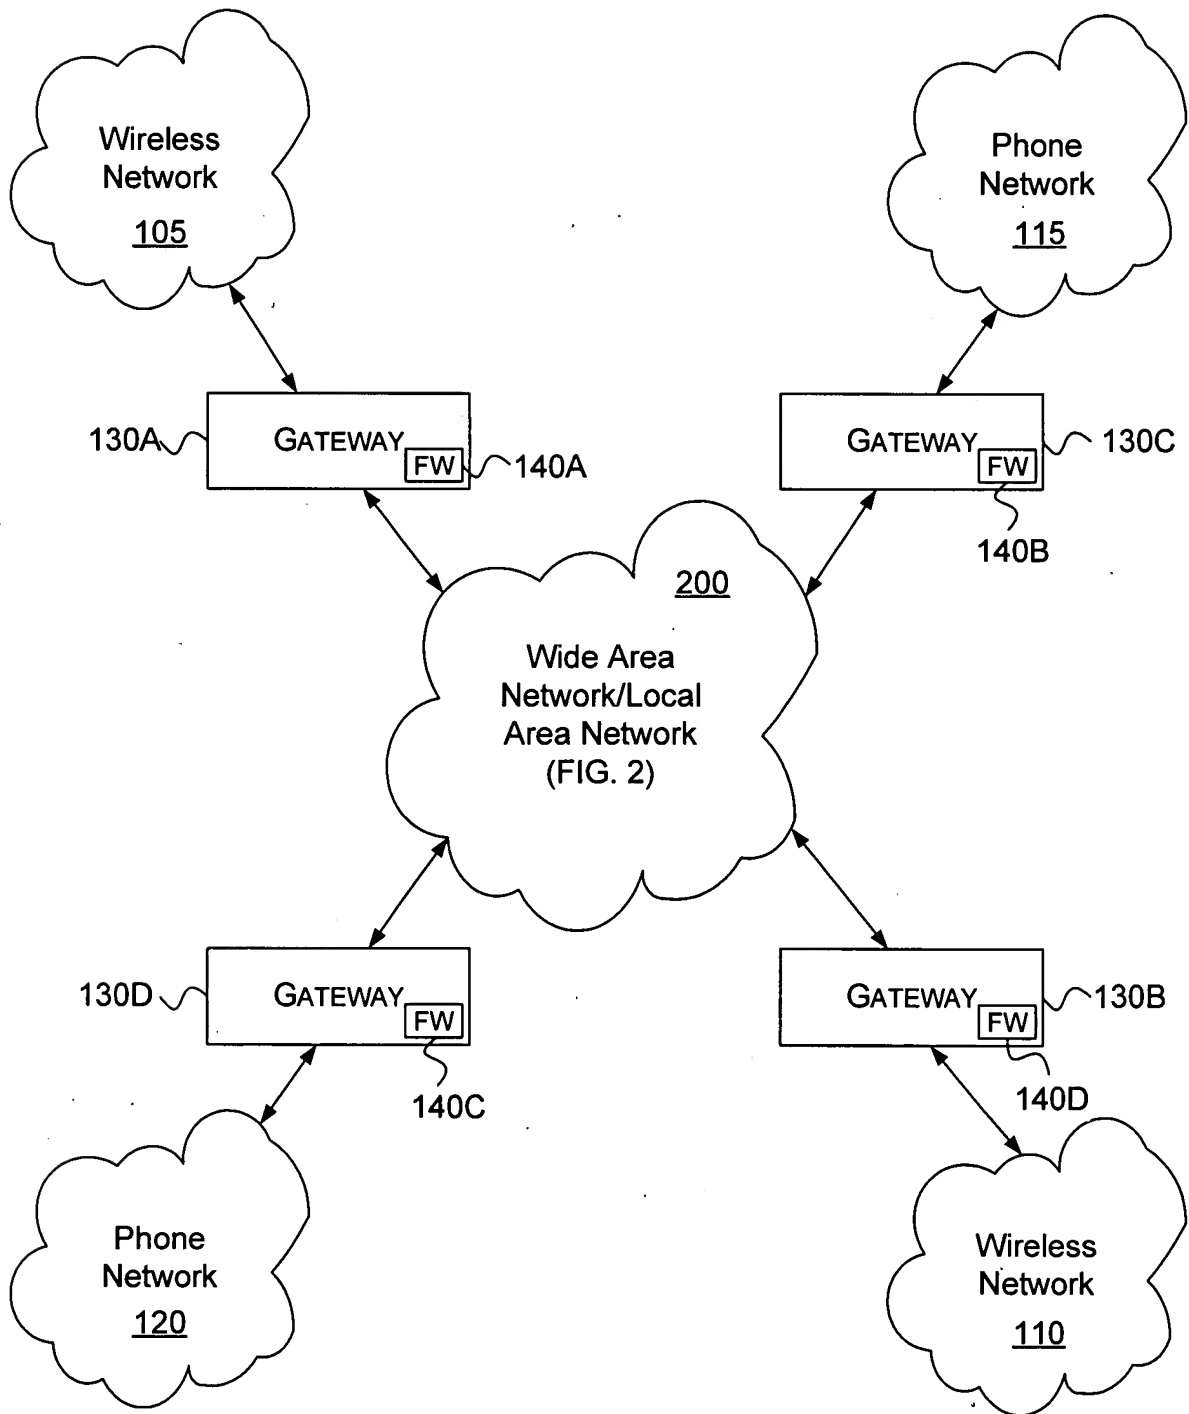 Wireless
Network
105
Phone
Network
115
130A
GATEWAY
FW
140A
GATEWAY
FW
130C
140B
200
Wide Area
Network/Local
Area Network
(FIG. 2)
130D
GATEWAY
FW
140C
GATEWAY
FW
130B
140D
Phone
Network
120
Wireless
Network
110